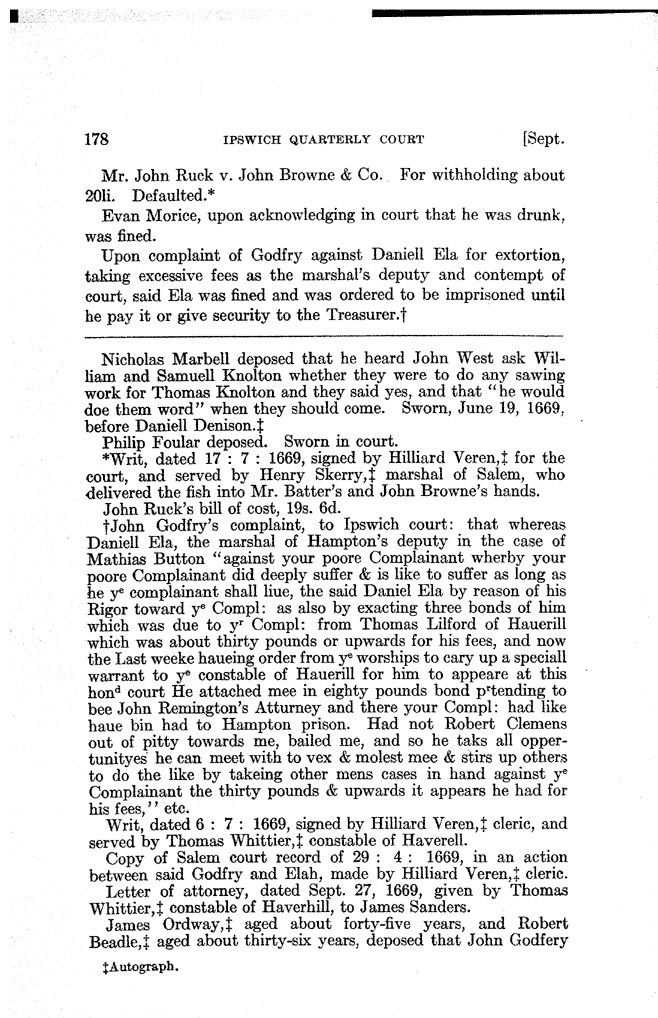 178 IPSWICH QUARTERLY COURT [Sept.
Mr. John Ruck v. John Browne & Co. For withholding about
20li. Defaulted.*
Evan Morice, upon acknowledging in court that he was drunk,
was fined.
Upon complaint of Godfry against Daniell Ela for extortion,
taking excessive fees as the marshal's deputy and contempt of
court, said Ela was fined and was ordered to be imprisoned until
he pay it or give security to the Treasurer.†
Nicholas Marbell deposed that he heard John West ask Wil-
liam and Samuell Knolton whether they were to do any sawing
work for Thomas Knolton and they said yes, and that "he would
doe them word" when they should come. Sworn, June 19, 1669,
before Daniell Denison.‡
Philip Foular deposed. Sworn in court.
*Writ, dated 17 : 7 : 1669, signed by Hilliard Veren,‡ for the
court, and served by Henry Skerry,‡ marshal of Salem, who
delivered the fish into Mr. Batter's and John Browne's hands.
John Ruck's bill of cost, 19s. 6d.
†John Godfry's complaint, to Ipswich court: that whereas
Daniell Ela, the marshal of Hampton's deputy in the case of
Mathias Button "against your poore Complainant wherby your
poore Complainant did deeply suffer & is like to suffer as long as
he yᵉ complainant shall liue, the said Daniel Ela by reason of his
Rigor toward yᵉ Compl: as also by exacting three bonds of him
which was due to yʳ Compl: from Thomas Lilford of Hauerill
which was about thirty pounds or upwards for his fees, and now
the Last weeke haueing order from yᵉ worships to cary up a speciall
warrant to yᵉ constable of Hauerill for him to appeare at this
honᵈ court He attached mee in eighty pounds bond pʳtending to
bee John Remington's Atturney and there your Compl: had like
haue bin had to Hampton prison. Had not Robert Clemens
out of pitty towards me, bailed me, and so he taks all opper-
tunityes he can meet with to vex & molest mee & stirs up others
to do the like by takeing other mens cases in hand against yᵉ
Complainant the thirty pounds & upwards it appears he had for
his fees,'' etc.
Writ, dated 6 : 7 : 1669, signed by Hilliard Veren,‡ cleric, and
served by Thomas Whittier,‡ constable of Haverell.
Copy of Salem court record of 29 : 4 : 1669, in an action
between said Godfry and Elah, made by Hilliard Veren,‡ cleric.
Letter of attorney, dated Sept. 27, 1669, given by Thomas
Whittier,‡ constable of Haverhill, to James Sanders.
James Ordway,‡ aged about forty-five years, and Robert
Beadle,‡ aged about thirty-six years, deposed that John Godfery
‡Autograph.